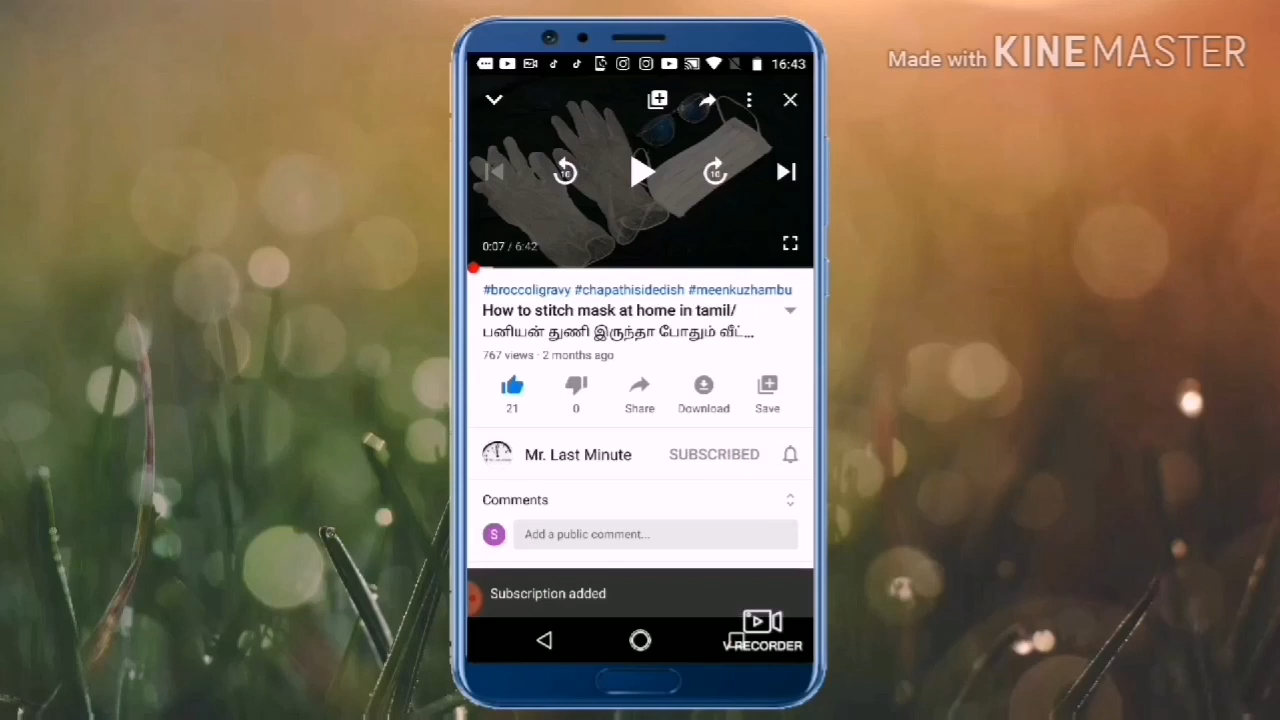 Made with KINEMASTER
16:43
10
10
0:07 / 6:42
#broccoligravy #chapathisidedish #meenkuzhambu
How to stitch mask at home in tamil/
பனியன் துணி இருந்தா போதும் வீட்...
767 views · 2 months ago
21
0
Share
Download
Save
Mr. Last Minute
SUBSCRIBED
Comments
S
Add a public comment...
Subscription added
V RECORDER